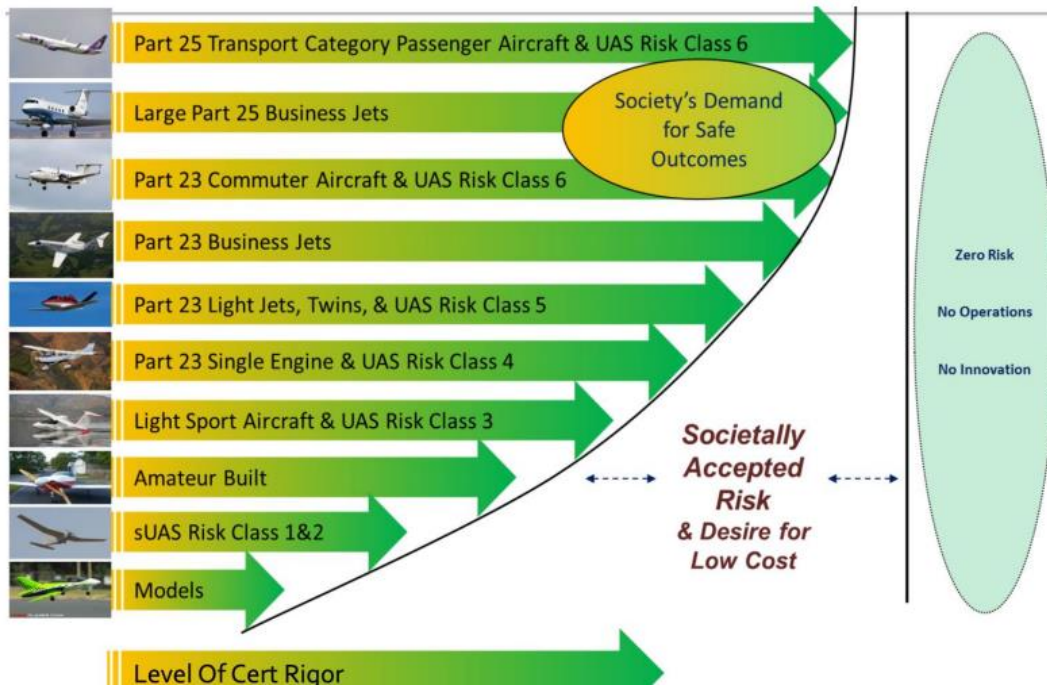 Part 25 Transport Category Passenger Aircraft & UAS Risk Class 6
Large Part 25 Business Jets
Society's Demand
for Safe
Outcomes
Part 23 Commuter Aircraft & UAS Risk Class 6
Part 23 Business Jets
Part 23 Light Jets, Twins, & UAS Risk Class 5
Part 23 Single Engine & UAS Risk Class 4
Light Sport Aircraft & UAS Risk Class 3
Amateur Built
sUAS Risk Class 1&2
Models
Level Of Cert Rigor
Societally
Accepted
Risk
& Desire for
Low Cost
Zero Risk
No Operations
No Innovation